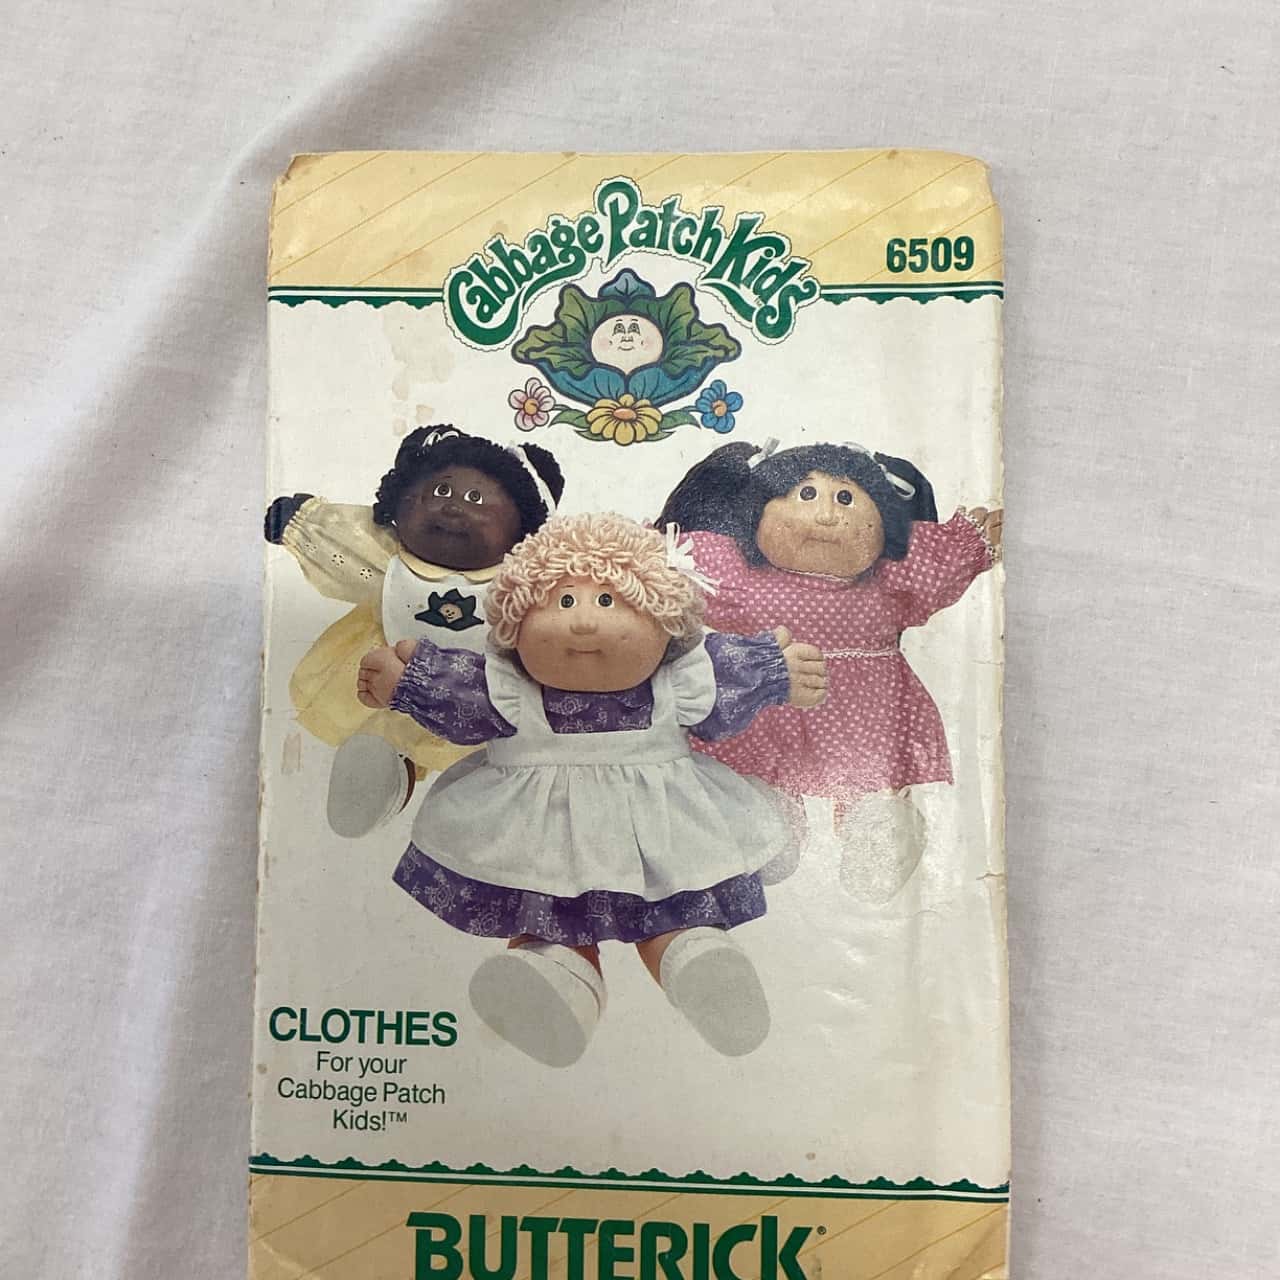 Cabbage Patch Kids
6509
CLOTHES
For your
Cabbage Patch
Kids!™
BUTTERICK®